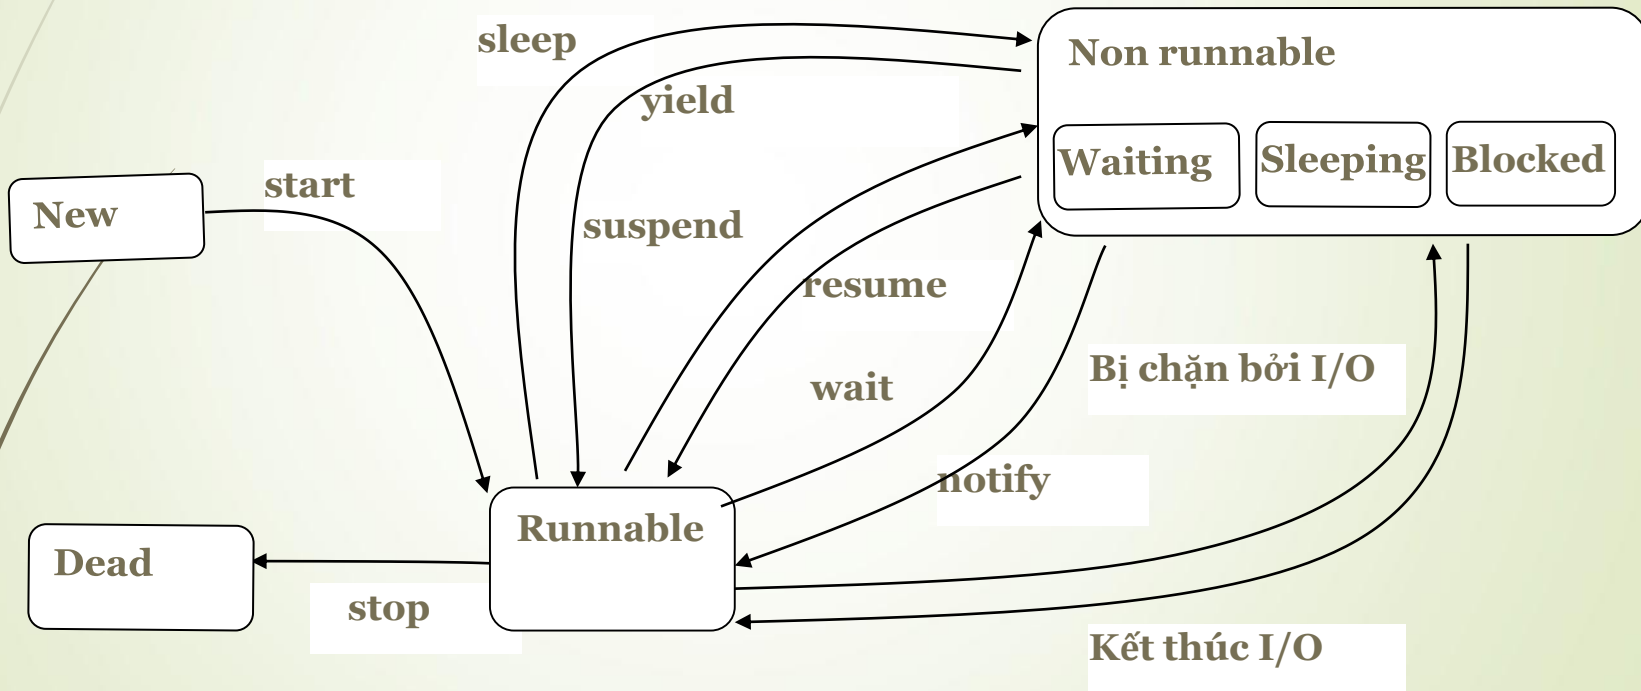 sleep
Non runnable
yield
Waiting
Sleeping
Blocked
start
New
suspend
resume
Bị chặn bởi I/O
wait
notify
Runnable
Dead
stop
Kết thúc I/O